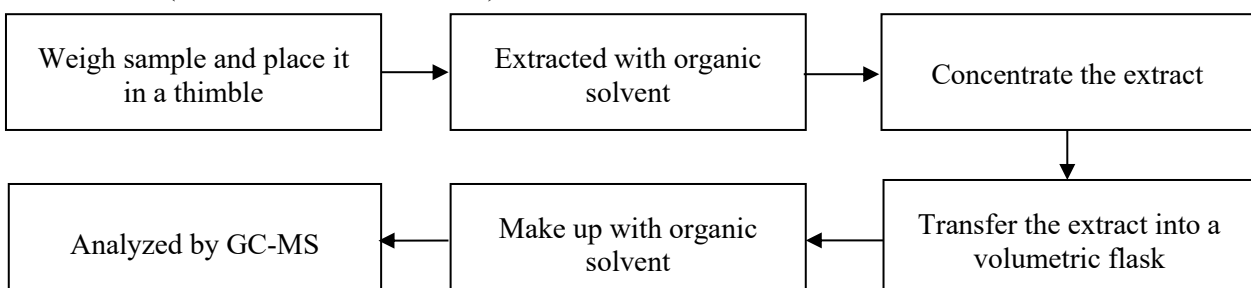 Weigh sample and place it
in a thimble
Extracted with organic
solvent
Concentrate the extract
Transfer the extract into a
volumetric flask
Make up with organic
solvent
Analyzed by GC-MS